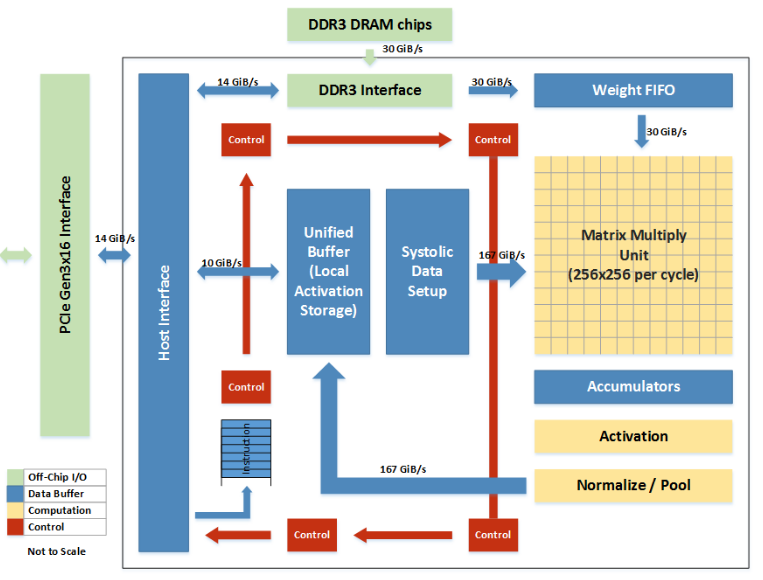 DDR3 DRAM chips
30 GiB/s
14 GiB/s
DDR3 Interface
30 GiB/s
Weight FIFO
30 GiB/s
Control
Control
PCIe Gen3x16 Interface
14 GiB/s
Host Interface
10 GiB/s
Unified
Buffer
(Local
Activation
Storage)
Systolic
Data
Setup
167 GiB/s
Matrix Multiply
Unit
(256x256 per cycle)
Control
Accumulators
Instruction
Activation
167 GiB/s
Normalize / Pool
Off-Chip I/O
Data Buffer
Computation
Control
Not to Scale
Control
Control